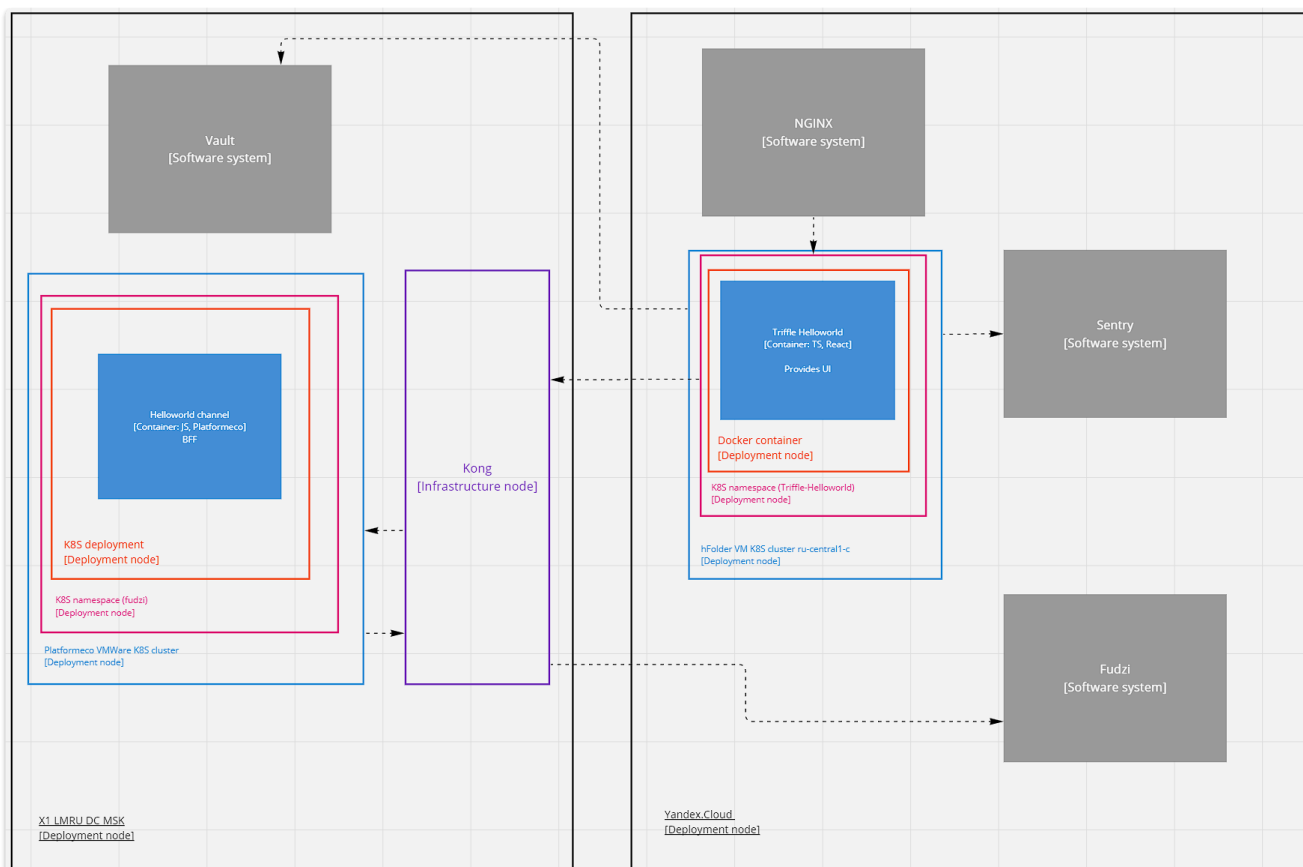 Vault
[Software system]
NGINX
[Software system]
Triffle Helloworld
[Container: TS, React]
Provides UI
Docker container
[Deployment node]
K8S namespace (Triffle-Helloworld)
[Deployment node]
hFolder VM K8S cluster ru-central1-c
[Deployment node]
Sentry
[Software system]
Helloworld channel
[Container: JS, Platformeco]
BFF
K8S deployment
[Deployment node]
K8S namespace (fudzi)
[Deployment node]
Platformeco VMWare K8S cluster
[Deployment node]
Kong
[Infrastructure node]
Fudzi
[Software system]
X1 LMRU DC MSK
[Deployment node]
Yandex.Cloud
[Deployment node]